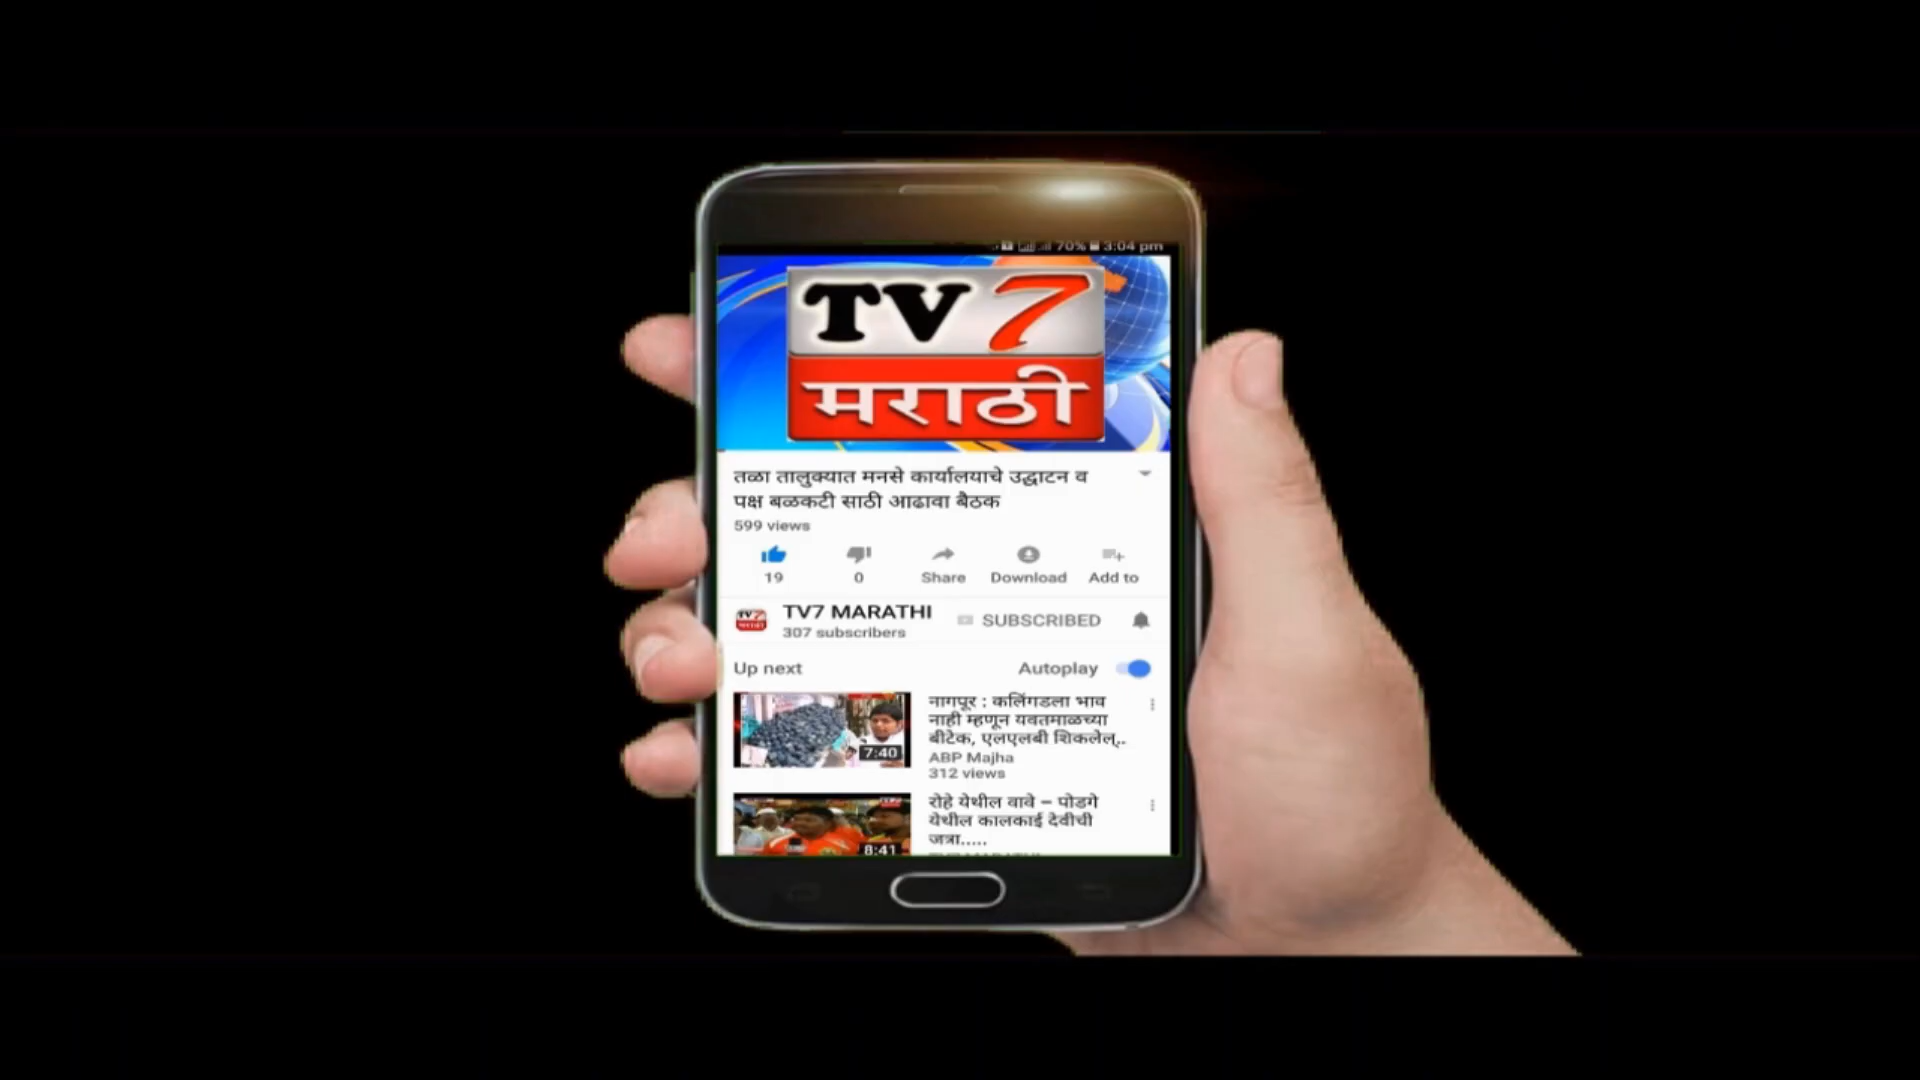 70% 3:04 pm
TV 7
मराठी
तळा तालुक्यात मनसे कार्यालयाचे उद्घाटन व
पक्ष बळकटी साठी आढावा बैठक
599 views
19
0
Share
Download
Add to
TV7 MARATHI
307 subscribers
SUBSCRIBED
Up next
Autoplay
7:40
नागपूर : कलिंगडला भाव
नाही म्हणून यवतमाळच्या
बीटेक, एलएलबी शिकलेल्..
ABP Majha
312 views
8:41
रोहे येथील वावे – पोडगे
येथील कालकाई देवीची
जत्रा.....